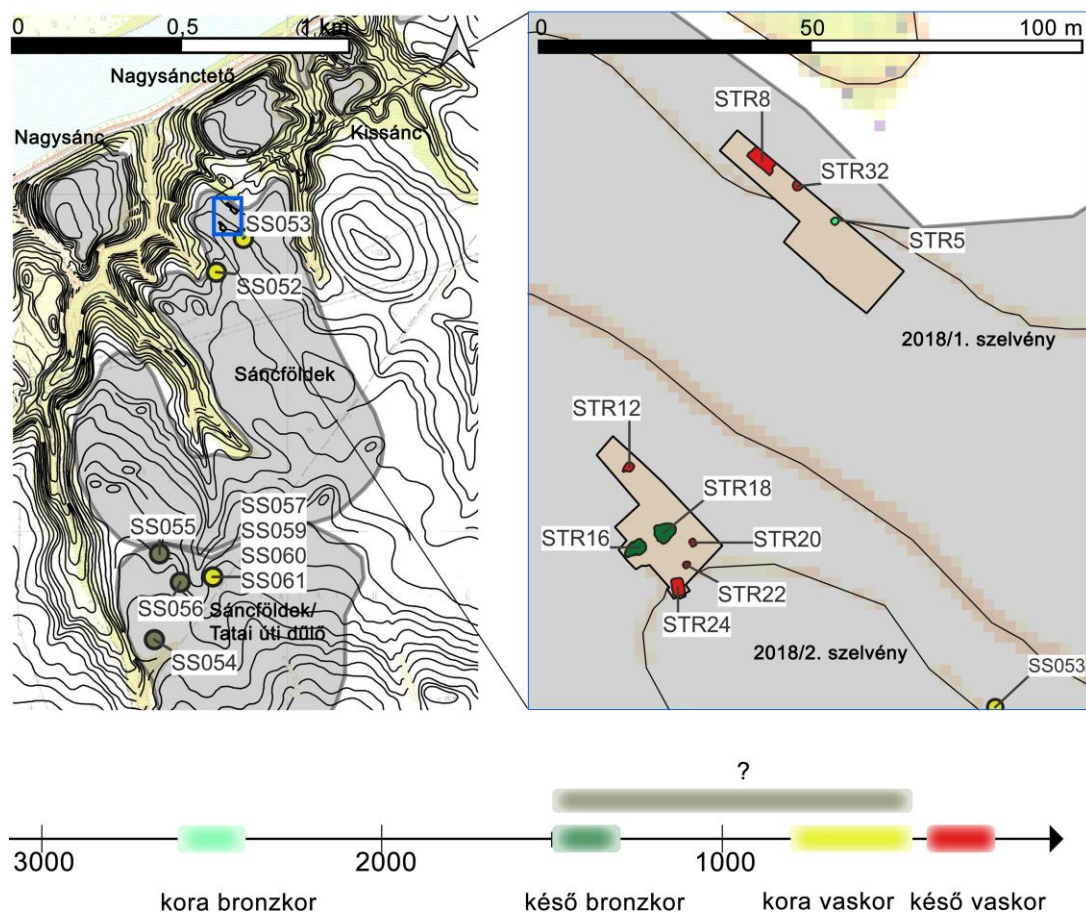 0 0,5 1 km
Nagysánctető
Nagysánc
Kissánc
SS053
SS052
Sáncföldek
SS057
SS059
SS060
SS061
SS055
SS056
Sáncföldek/
Tatai úti dűlő
SS054
0 50 100 m
STR8
STR32
STR5
2018/1. szelvény
STR12
STR18
STR16
STR20
STR22
STR24
2018/2. szelvény
SS053
?
3000 2000 1000
kora bronzkor késő bronzkor kora vaskor késő vaskor